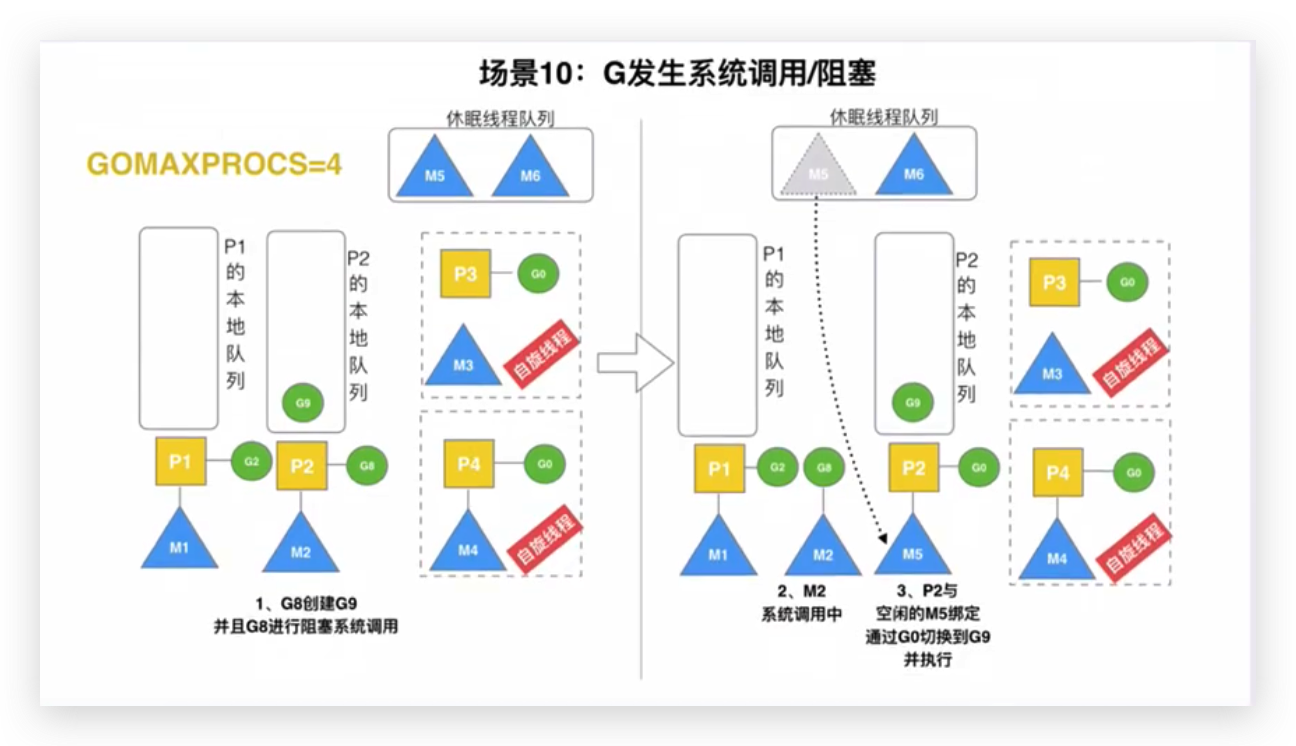 场景10：G发生系统调用/阻塞
GOMAXPROCS=4
休眠线程队列
M5
M6
P1的本地队列
P2的本地队列
G9
P1
G2
P2
G8
M1
M2
P3
G0
M3
自旋线程
P4
G0
M4
自旋线程
1、G8创建G9
并且G8进行阻塞系统调用
休眠线程队列
M5
M6
P1的本地队列
P2的本地队列
G9
P1
G2
G8
P2
G0
M1
M2
M5
P3
G0
M3
自旋线程
P4
G0
M4
自旋线程
2、M2
系统调用中
3、P2与
空闲的M5绑定
通过G0切换到G9
并执行